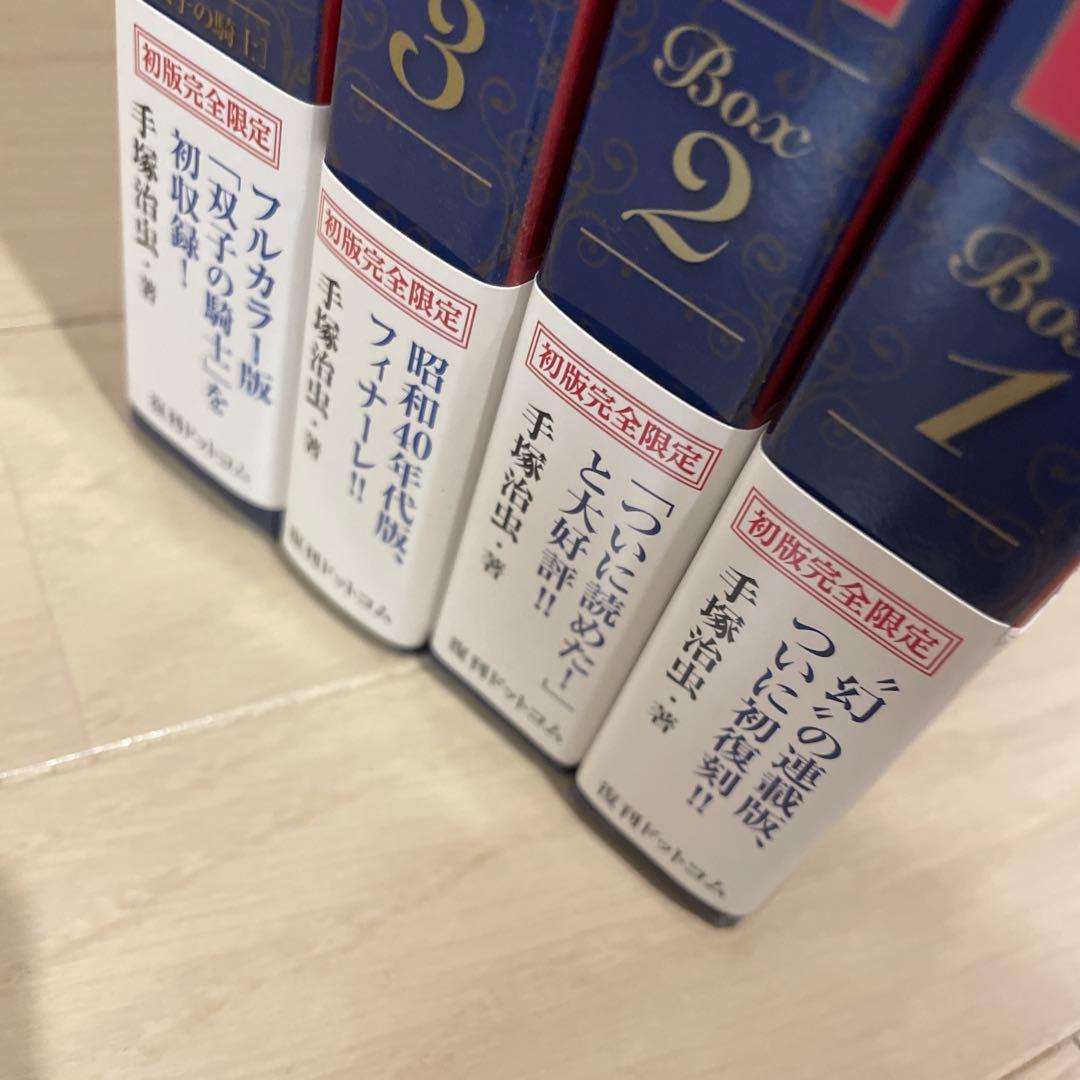 子の騎士]
初版完全限定
フルカラー版
「双子の騎士」を
初収録!
手塚治虫・著
復刊ドットコム
3
初版完全限定
昭和40年代版、
フィナーレ!!
手塚治虫・著
復刊ドットコム
Box
2
初版完全限定
「ついに読めた!」
と大好評!!
手塚治虫・著
復刊ドットコム
Box
1
初版完全限定
〝幻〟の連載版、
ついに初復刻!!
手塚治虫・著
復刊ドットコム